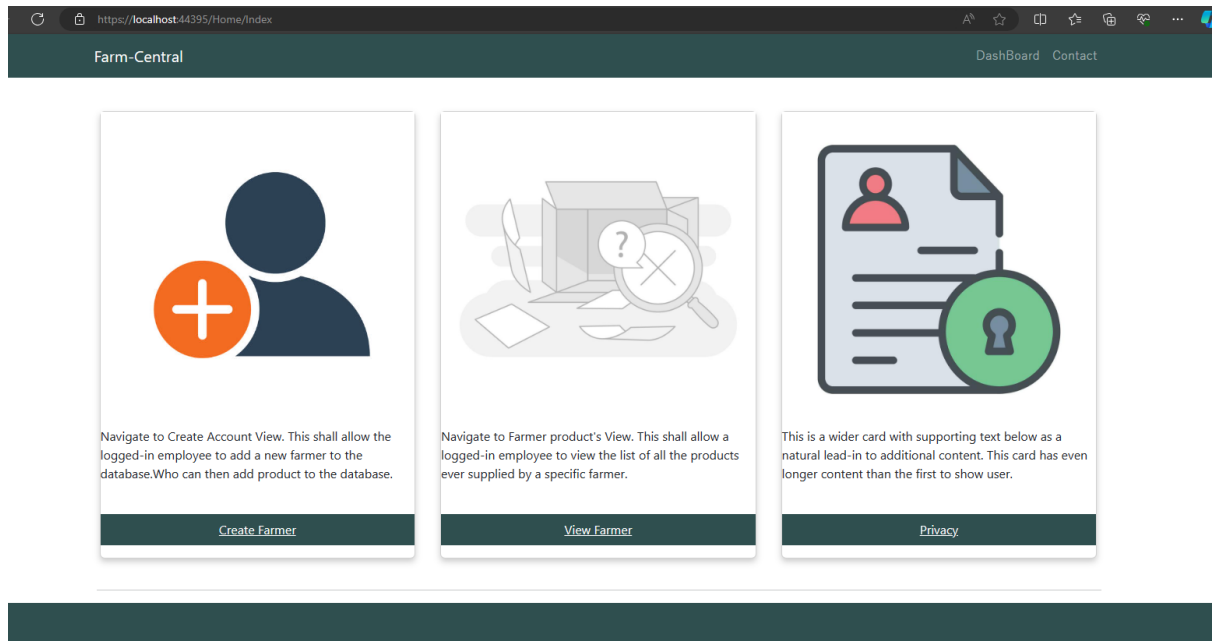 https://localhost:44395/Home/Index
Farm-Central
DashBoard Contact
?
Navigate to Create Account View. This shall allow the
logged-in employee to add a new farmer to the
database.Who can then add product to the database.
Create Farmer
Navigate to Farmer product's View. This shall allow a
logged-in employee to view the list of all the products
ever supplied by a specific farmer.
View Farmer
This is a wider card with supporting text below as a
natural lead-in to additional content. This card has even
longer content than the first to show user.
Privacy